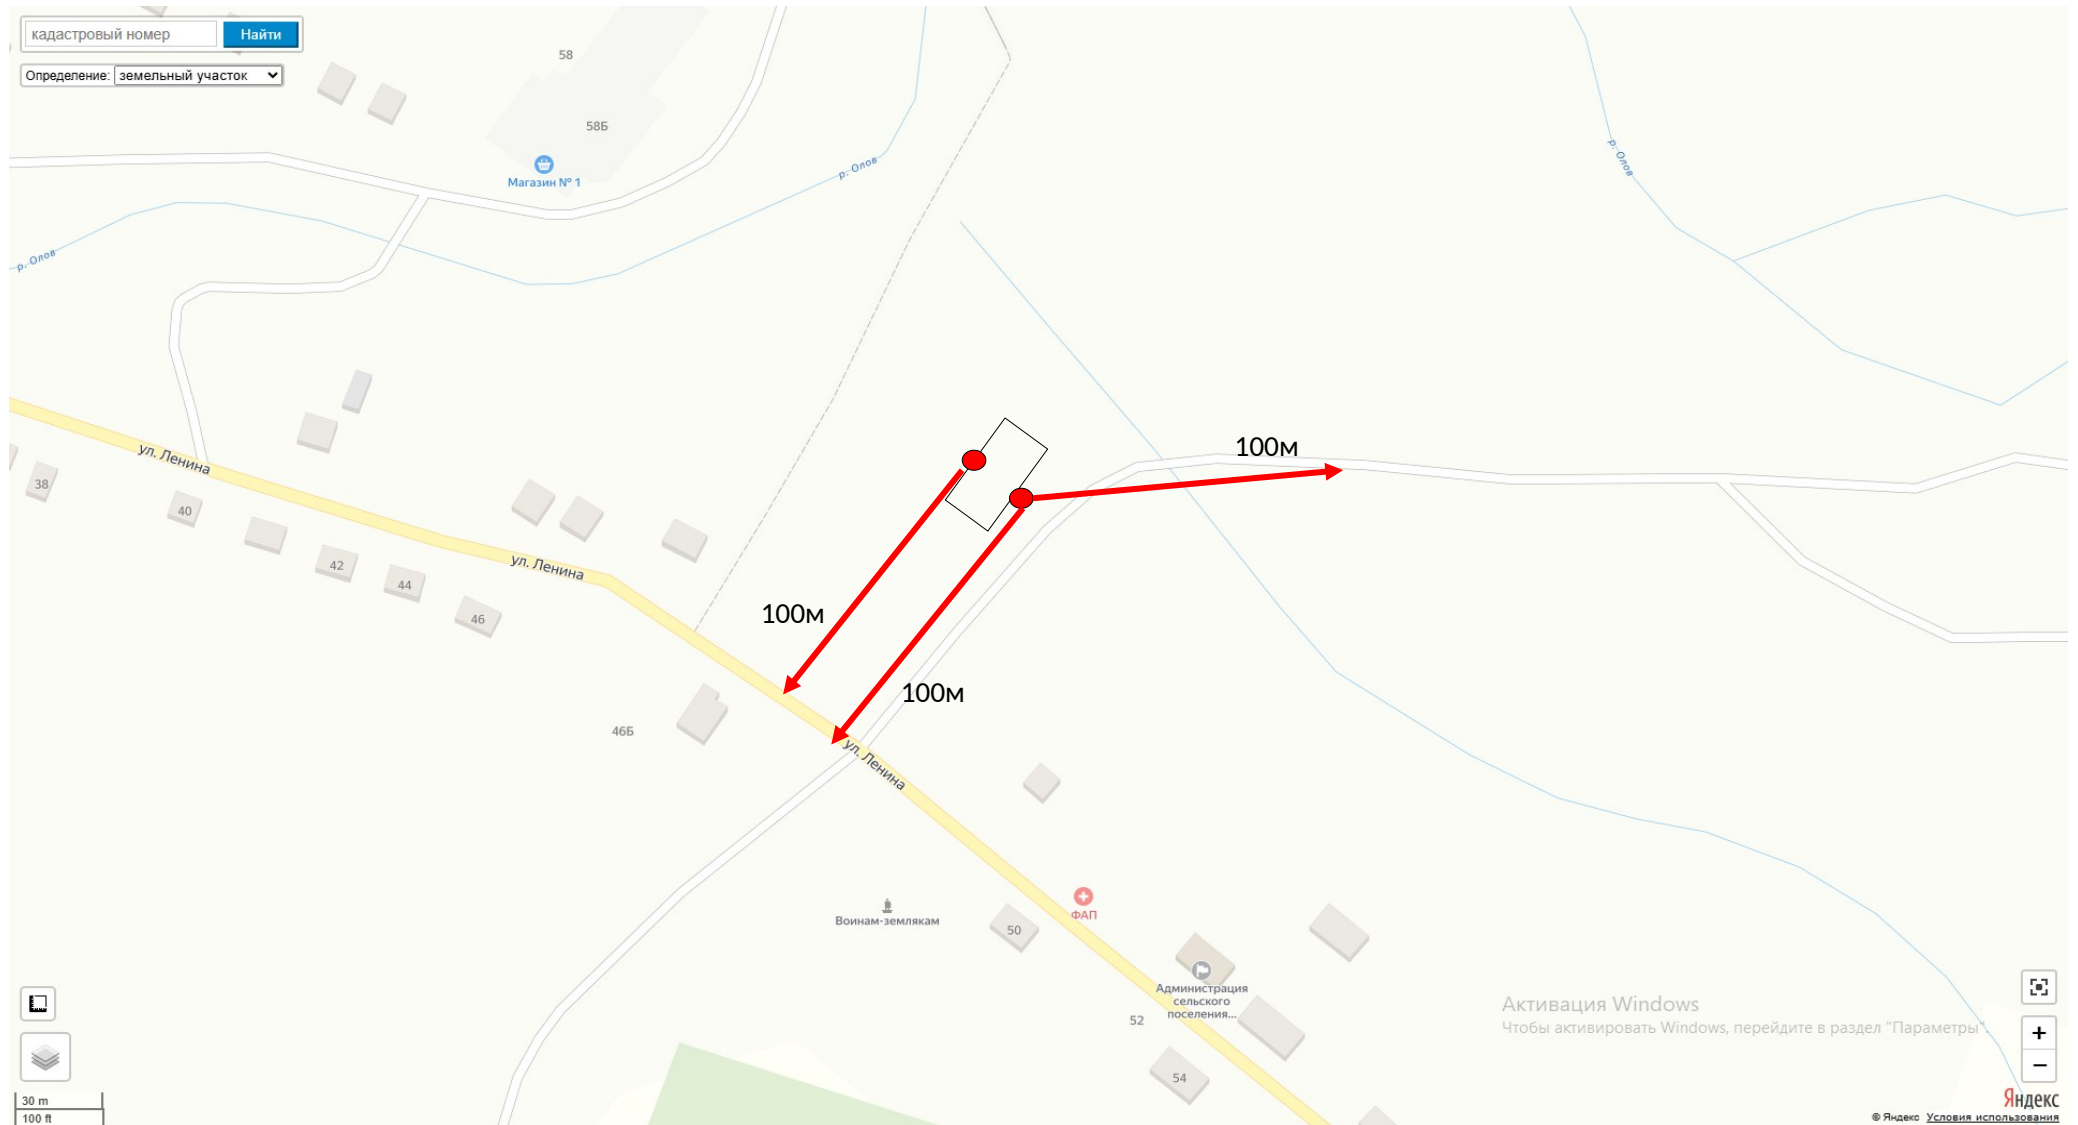 кадастровый номер
Найти
Определение: земельный участок
58
58Б
Магазин № 1
р. Олов
р. Олов
р. Олов
100м
ул. Ленина
38
40
42
44
46
ул. Ленина
100м
100м
46Б
ул. Ленина
Воинам-землякам
50
ФАП
Администрация
сельского
поселения...
52
54
Активация Windows
Чтобы активировать Windows, перейдите в раздел "Параметры".
+
−
30 m
100 ft
Яндекс
© Яндекс Условия использования